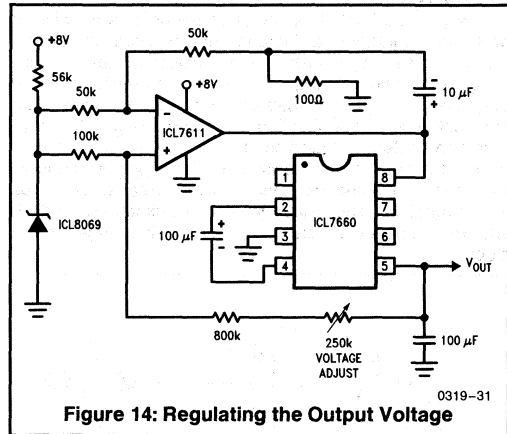 +8V
50k
56k
50k
+8V
100Ω
10 μF
-
+
ICL7611
-
+
100k
1
8
2
7
ICL7660
3
6
4
5
+
100 μF
-
ICL8069
VOUT
800k
250k
VOLTAGE
ADJUST
100 μF
0319-31
Figure 14: Regulating the Output Voltage